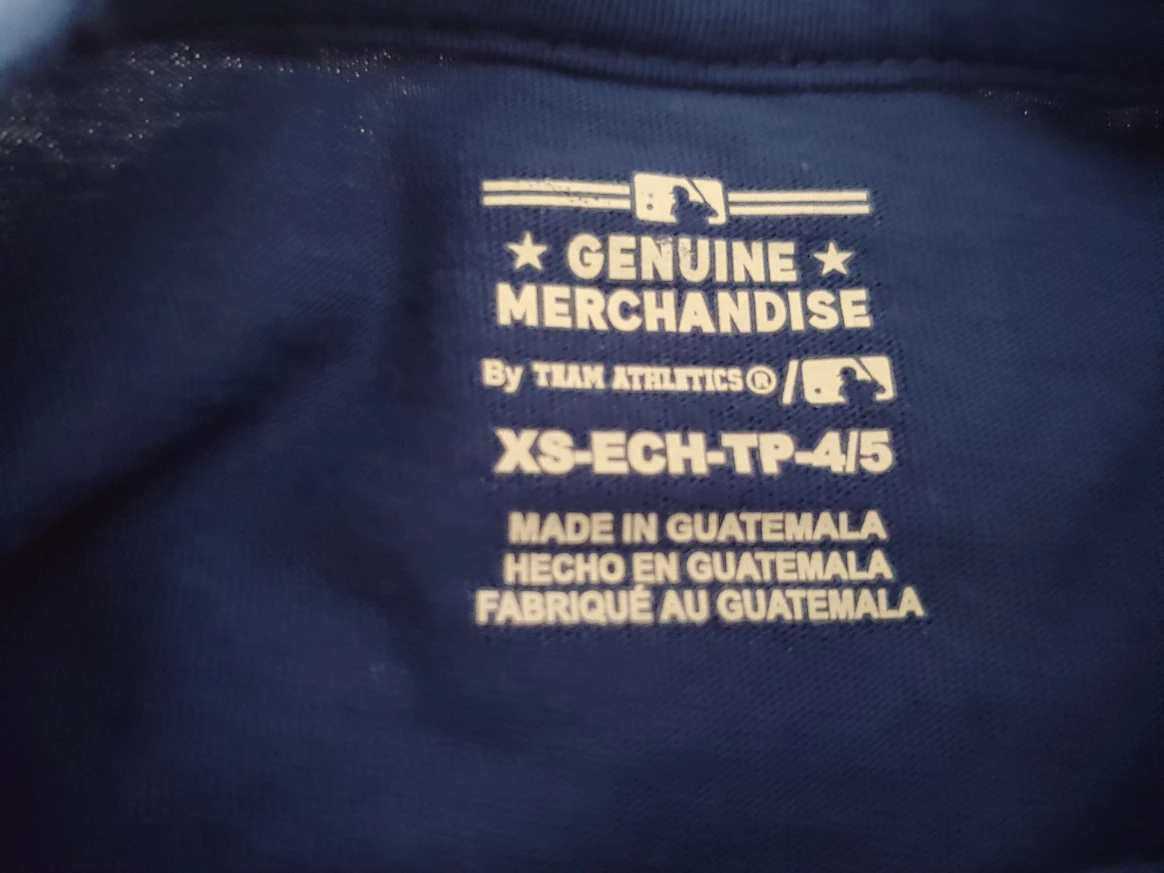 ★ GENUINE ★
MERCHANDISE
By TEAM ATHLETICS® /
XS-ECH-TP-4/5
MADE IN GUATEMALA
HECHO EN GUATEMALA
FABRIQUÉ AU GUATEMALA